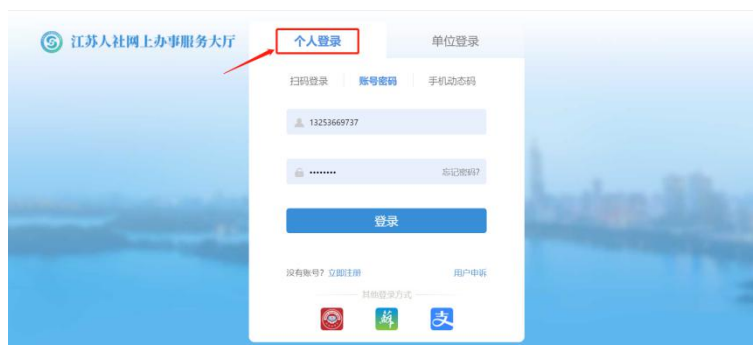 江苏人社网上办事服务大厅
个人登录 单位登录
扫码登录 账号密码 手机动态码
13253669737
•••••••• 忘记密码?
登录
没有账号? 立即注册 用户申诉
其他登录方式
苏 支